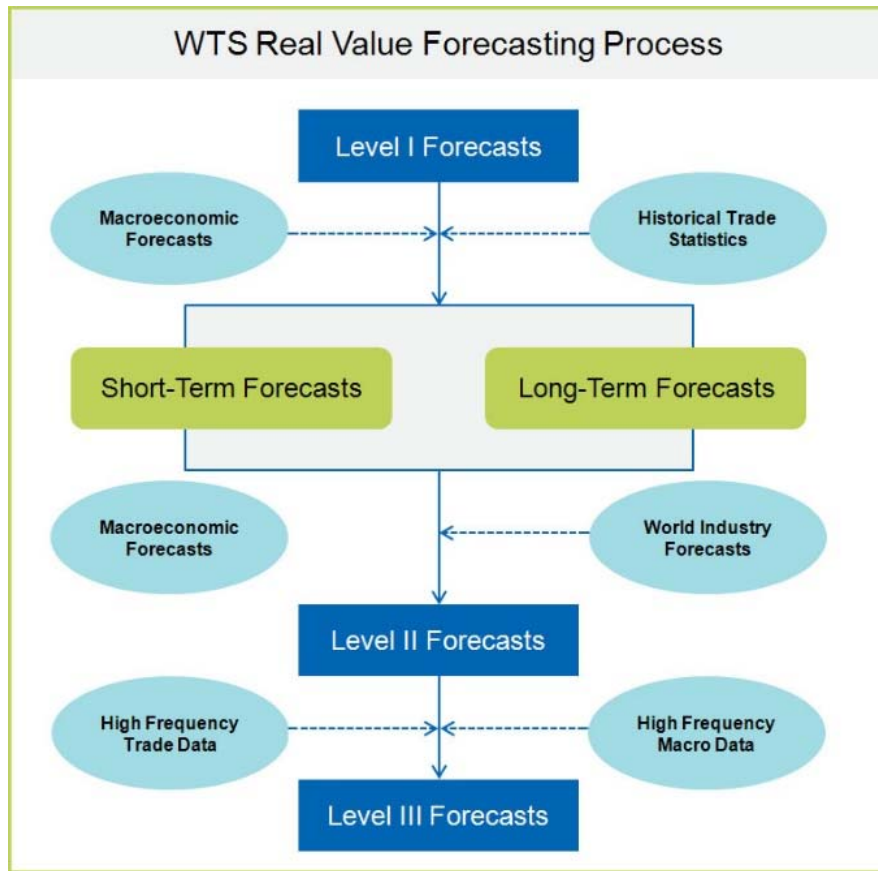 WTS Real Value Forecasting Process
Level I Forecasts
Macroeconomic
Forecasts
Historical Trade
Statistics
Short-Term Forecasts
Long-Term Forecasts
Macroeconomic
Forecasts
World Industry
Forecasts
Level II Forecasts
High Frequency
Trade Data
High Frequency
Macro Data
Level III Forecasts